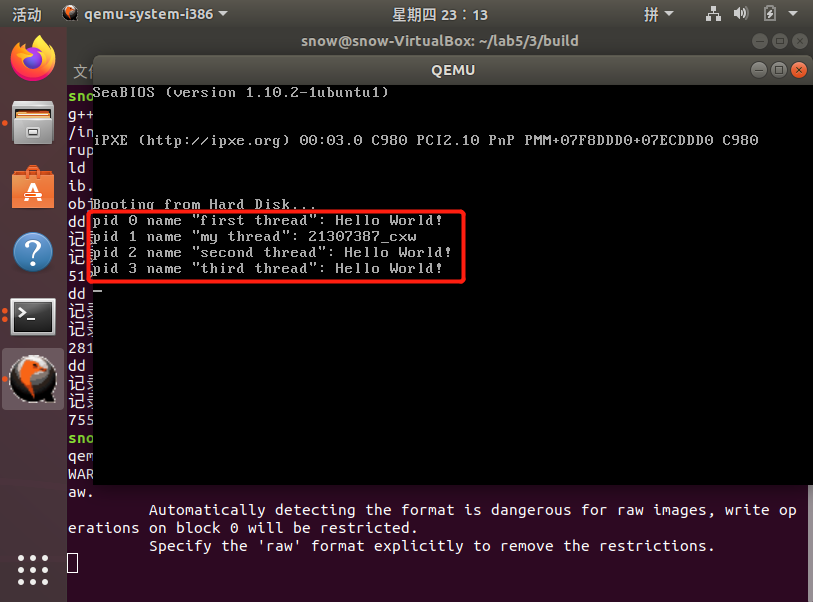 活动 qemu-system-i386 星期四 23：13 拼
snow@snow-VirtualBox: ~/lab5/3/build
QEMU
SeaBIOS (version 1.10.2-1ubuntu1)
iPXE (http://ipxe.org) 00:03.0 C980 PCI2.10 PnP PMM+07F8DDD0+07ECDDD0 C980
Booting from Hard Disk...
pid 0 name "first thread": Hello World!
pid 1 name "my thread": 21307387_cxw
pid 2 name "second thread": Hello World!
pid 3 name "third thread": Hello World!
sno
g++
/in
rup
ld
ib.
obj
dd
记
记
51
dd
记录
记录
281
dd
记录
记录
755
sno
qem
WAR
aw.
Automatically detecting the format is dangerous for raw images, write op
erations on block 0 will be restricted.
Specify the 'raw' format explicitly to remove the restrictions.